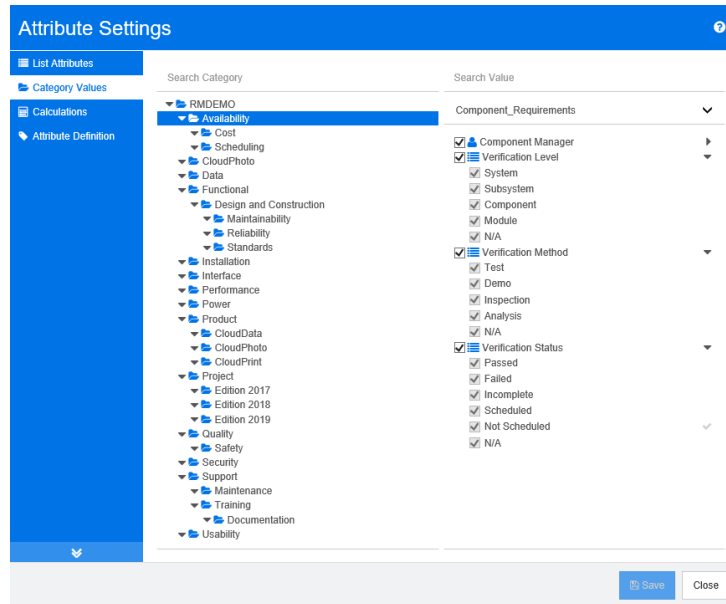 Attribute Settings
List Attributes
Category Values
Calculations
Attribute Definition
Search Category
RMDEMO
Availability
Cost
Scheduling
CloudPhoto
Data
Functional
Design and Construction
Maintainability
Reliability
Standards
Installation
Interface
Performance
Power
Product
CloudData
CloudPhoto
CloudPrint
Project
Edition 2017
Edition 2018
Edition 2019
Quality
Safety
Security
Support
Maintenance
Training
Documentation
Usability
Search Value
Component_Requirements
Component Manager
Verification Level
System
Subsystem
Component
Module
N/A
Verification Method
Test
Demo
Inspection
Analysis
N/A
Verification Status
Passed
Failed
Incomplete
Scheduled
Not Scheduled
N/A
Save
Close